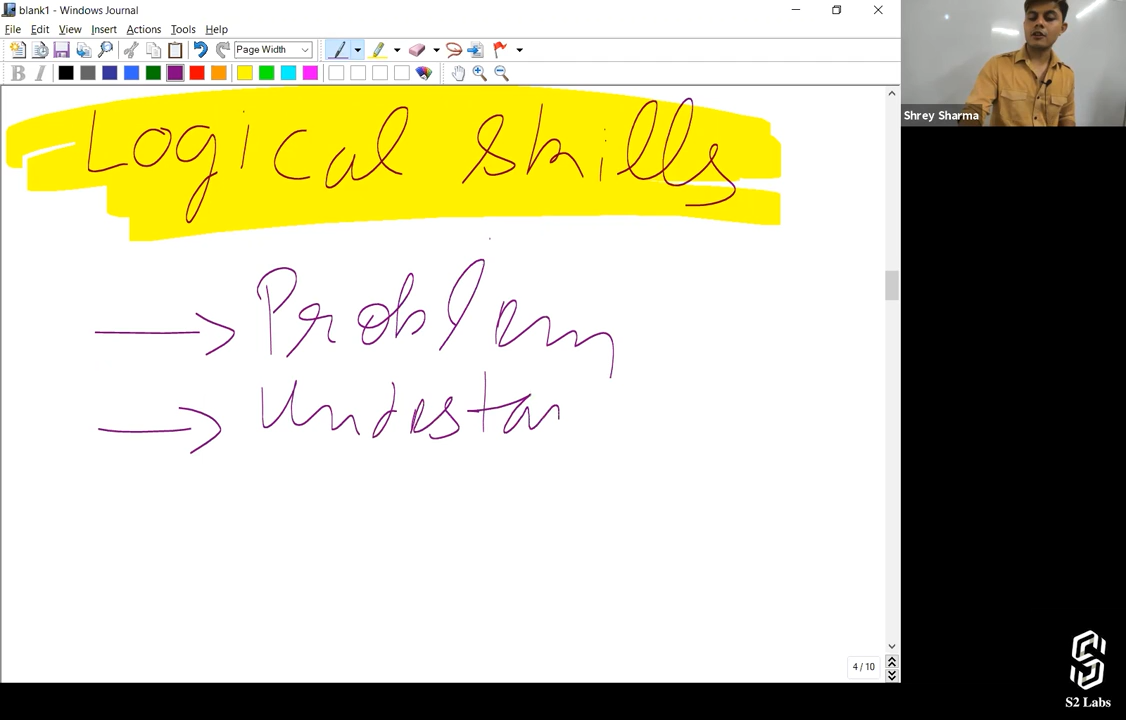 blank1 - Windows Journal
File Edit View Insert Actions Tools Help
Page Width
B I
Logical Skills
Problem
Undestan
Shrey Sharma
4 / 10
S2 Labs